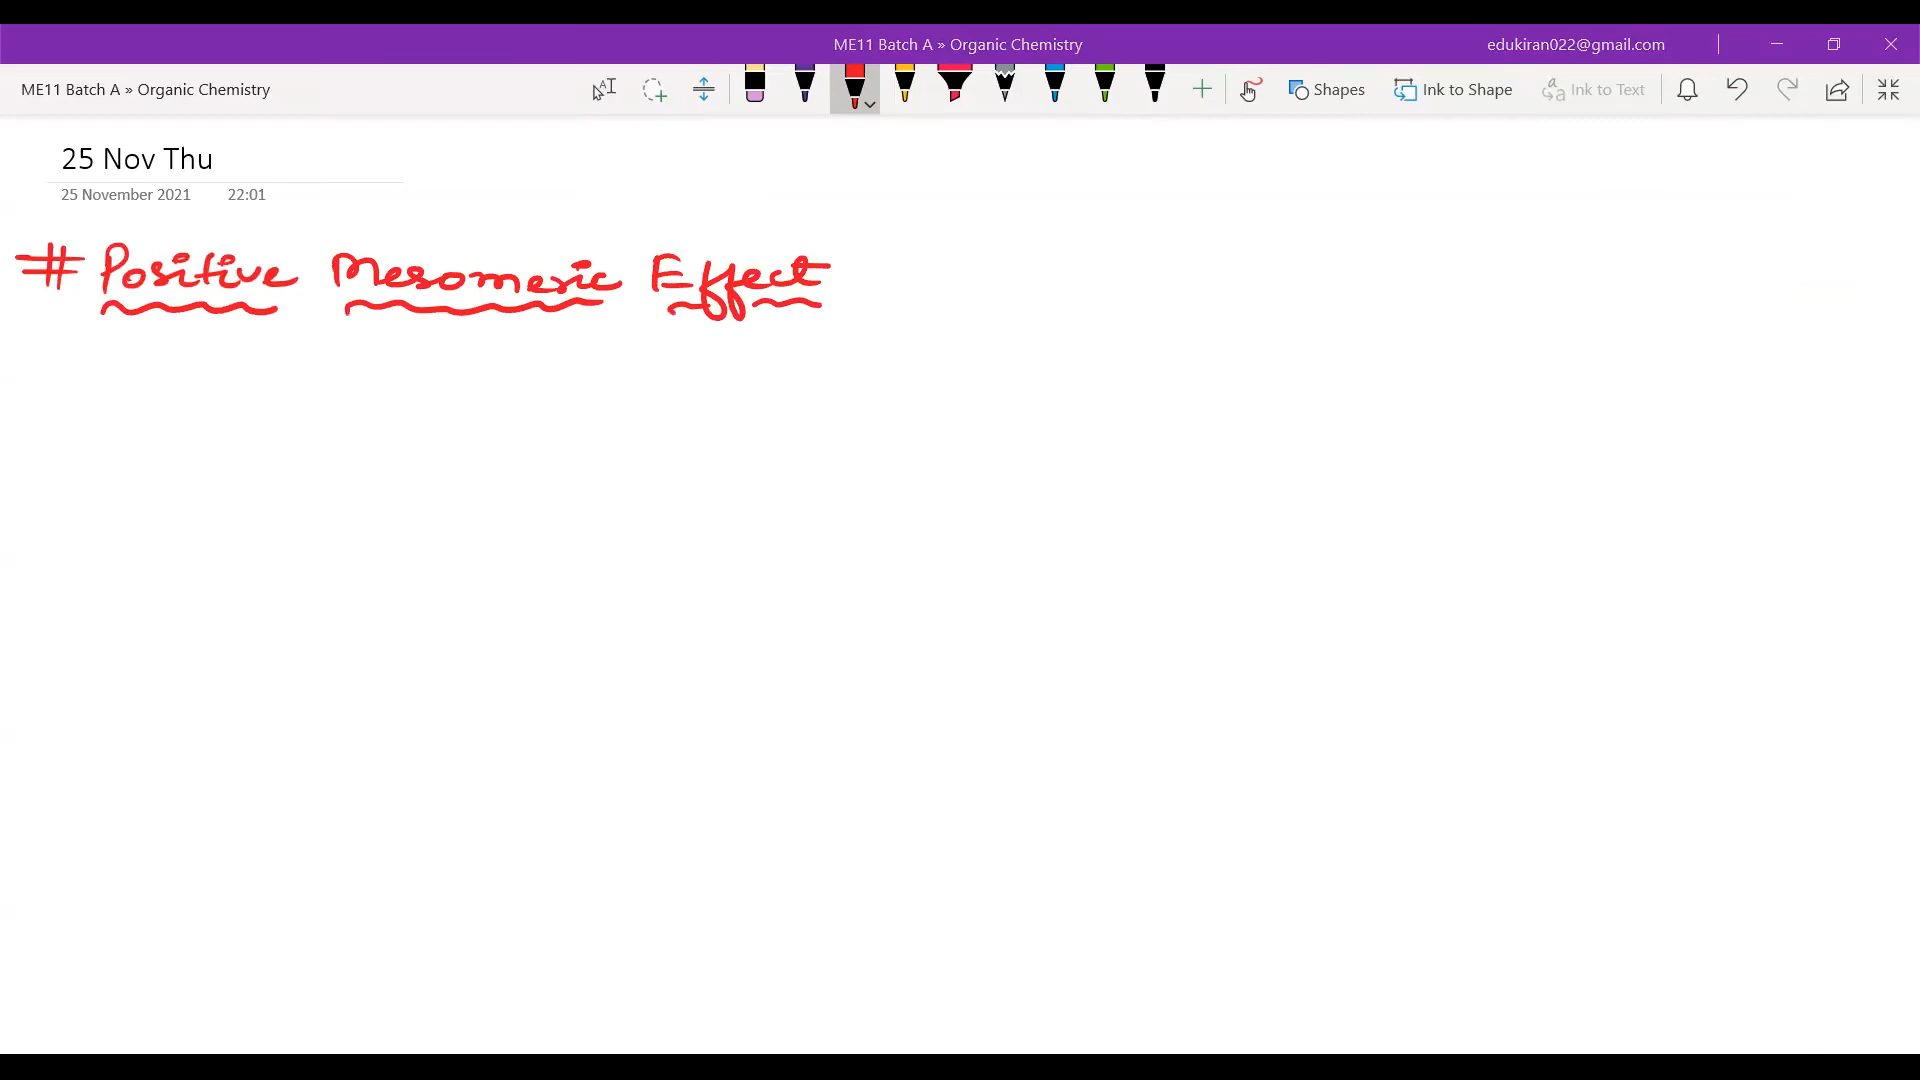 ME11 Batch A » Organic Chemistry edukiran022@gmail.com
ME11 Batch A » Organic Chemistry Shapes Ink to Shape Ink to Text
25 Nov Thu
25 November 2021 22:01
# Positive Mesomeric Effect